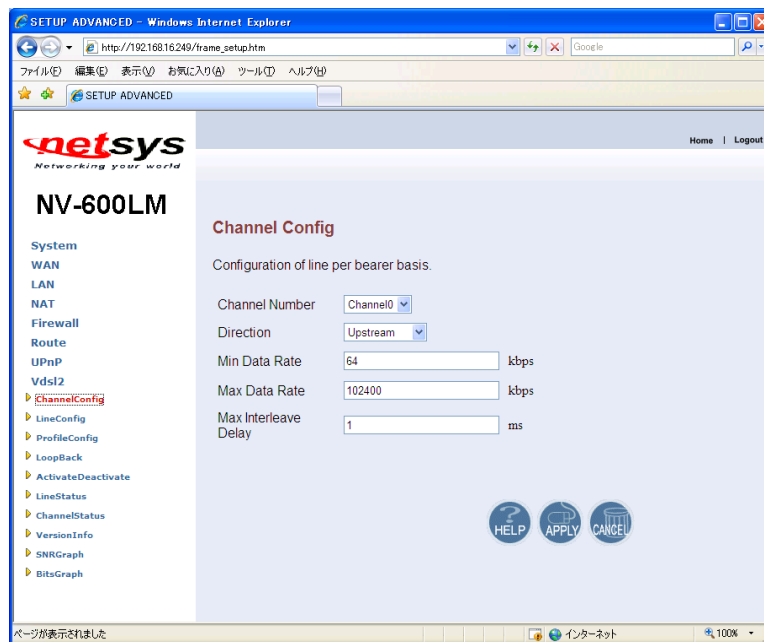 SETUP ADVANCED - Windows Internet Explorer
http://192.168.16.249/frame_setup.htm
Google
ファイル(F) 編集(E) 表示(V) お気に入り(A) ツール(T) ヘルプ(H)
SETUP ADVANCED
netsys
Networking your world
Home | Logout
NV-600LM
System
WAN
LAN
NAT
Firewall
Route
UPnP
Vdsl2
ChannelConfig
LineConfig
ProfileConfig
LoopBack
ActivateDeactivate
LineStatus
ChannelStatus
VersionInfo
SNRGraph
BitsGraph
Channel Config
Configuration of line per bearer basis.
Channel Number Channel0
Direction Upstream
Min Data Rate 64 kbps
Max Data Rate 102400 kbps
Max Interleave
Delay 1 ms
HELP APPLY CANCEL
ページが表示されました インターネット 100%